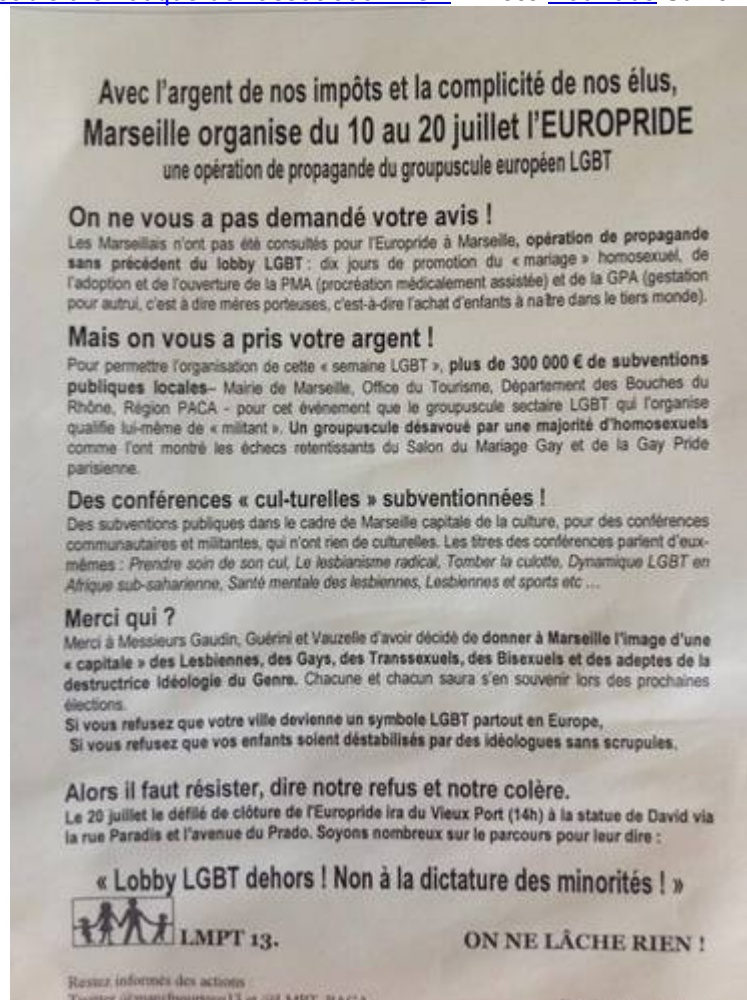 Avec l'argent de nos impôts et la complicité de nos élus,
Marseille organise du 10 au 20 juillet l'EUROPRIDE
une opération de propagande du groupuscule européen LGBT
On ne vous a pas demandé votre avis !
Les Marseillais n'ont pas été consultés pour l'Europride à Marseille, opération de propagande
sans précédent du lobby LGBT : dix jours de promotion du « mariage » homosexuel, de
l'adoption et de l'ouverture de la PMA (procréation médicalement assistée) et de la GPA (gestation
pour autrui, c'est à dire mères porteuses, c'est-à-dire l'achat d'enfants à naître dans le tiers monde).
Mais on vous a pris votre argent !
Pour permettre l'organisation de cette « semaine LGBT », plus de 300 000 € de subventions
publiques locales– Mairie de Marseille, Office du Tourisme, Département des Bouches du
Rhône, Région PACA - pour cet événement que le groupuscule sectaire LGBT qui l'organise
qualifie lui-même de « militant ». Un groupuscule désavoué par une majorité d'homosexuels
comme l'ont montré les échecs retentissants du Salon du Mariage Gay et de la Gay Pride
parisienne.
Des conférences « cul-turelles » subventionnées !
Des subventions publiques dans le cadre de Marseille capitale de la culture, pour des conférences
communautaires et militantes, qui n'ont rien de culturelles. Les titres des conférences parlent d'eux-
mêmes : Prendre soin de son cul, Le lesbianisme radical, Tomber la culotte, Dynamique LGBT en
Afrique sub-saharienne, Santé mentale des lesbiennes, Lesbiennes et sports etc ...
Merci qui ?
Merci à Messieurs Gaudin, Guérini et Vauzelle d'avoir décidé de donner à Marseille l'image d'une
« capitale » des Lesbiennes, des Gays, des Transsexuels, des Bisexuels et des adeptes de la
destructrice Idéologie du Genre. Chacune et chacun saura s'en souvenir lors des prochaines
élections.
Si vous refusez que votre ville devienne un symbole LGBT partout en Europe,
Si vous refusez que vos enfants soient déstabilisés par des idéologues sans scrupules,
Alors il faut résister, dire notre refus et notre colère.
Le 20 juillet le défilé de clôture de l'Europride ira du Vieux Port (14h) à la statue de David via
la rue Paradis et l'avenue du Prado. Soyons nombreux sur le parcours pour leur dire :
« Lobby LGBT dehors ! Non à la dictature des minorités ! »
LMPT 13. ON NE LÂCHE RIEN !
Restez informés des actions :